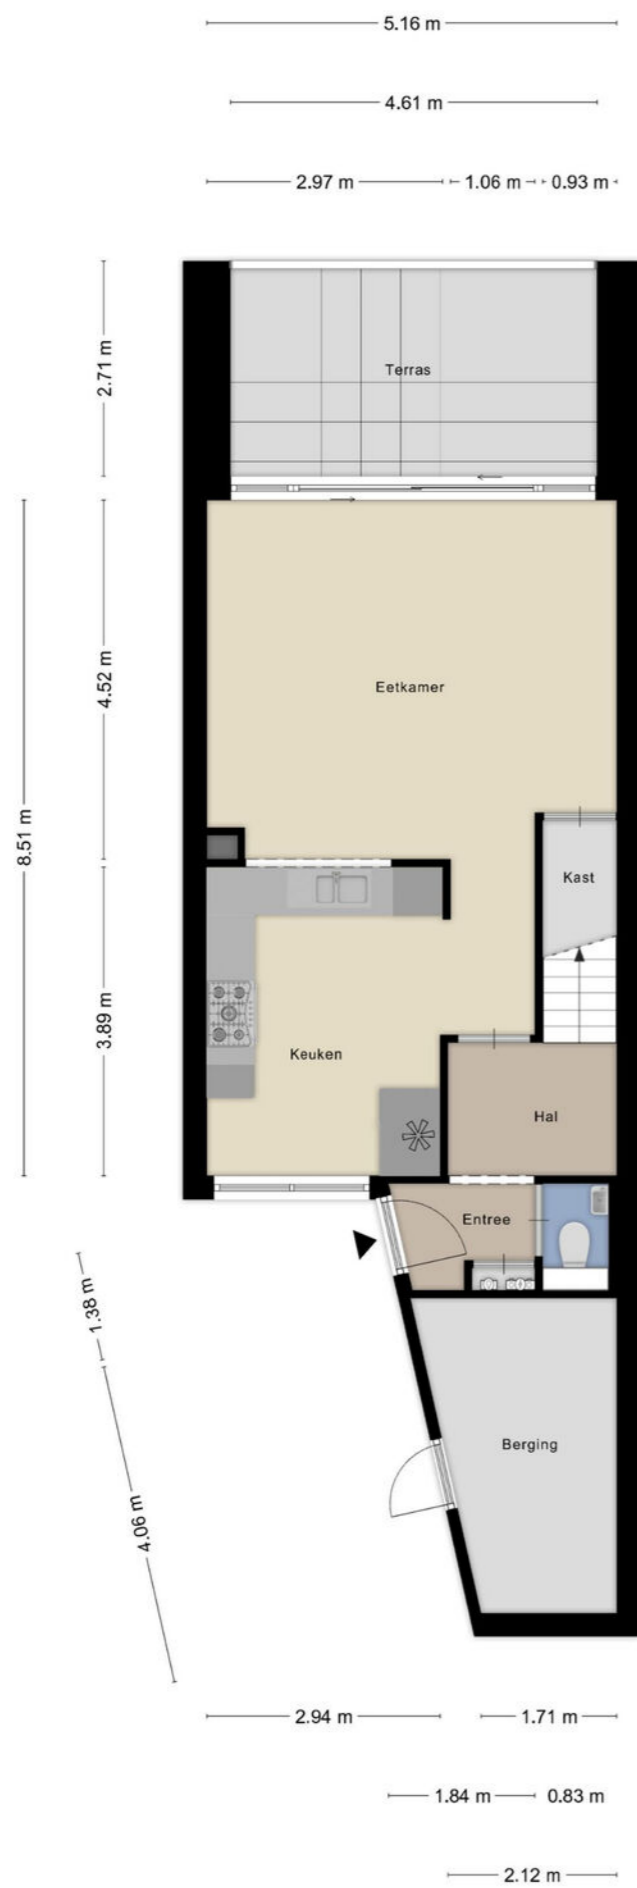 5.16 m
4.61 m
2.97 m 1.06 m 0.93 m
2.71 m
Terras
8.51 m
4.52 m
Eetkamer
Kast
3.89 m
Keuken
Hal
Entree
1.38 m
Berging
4.06 m
2.94 m 1.71 m
1.84 m 0.83 m
2.12 m